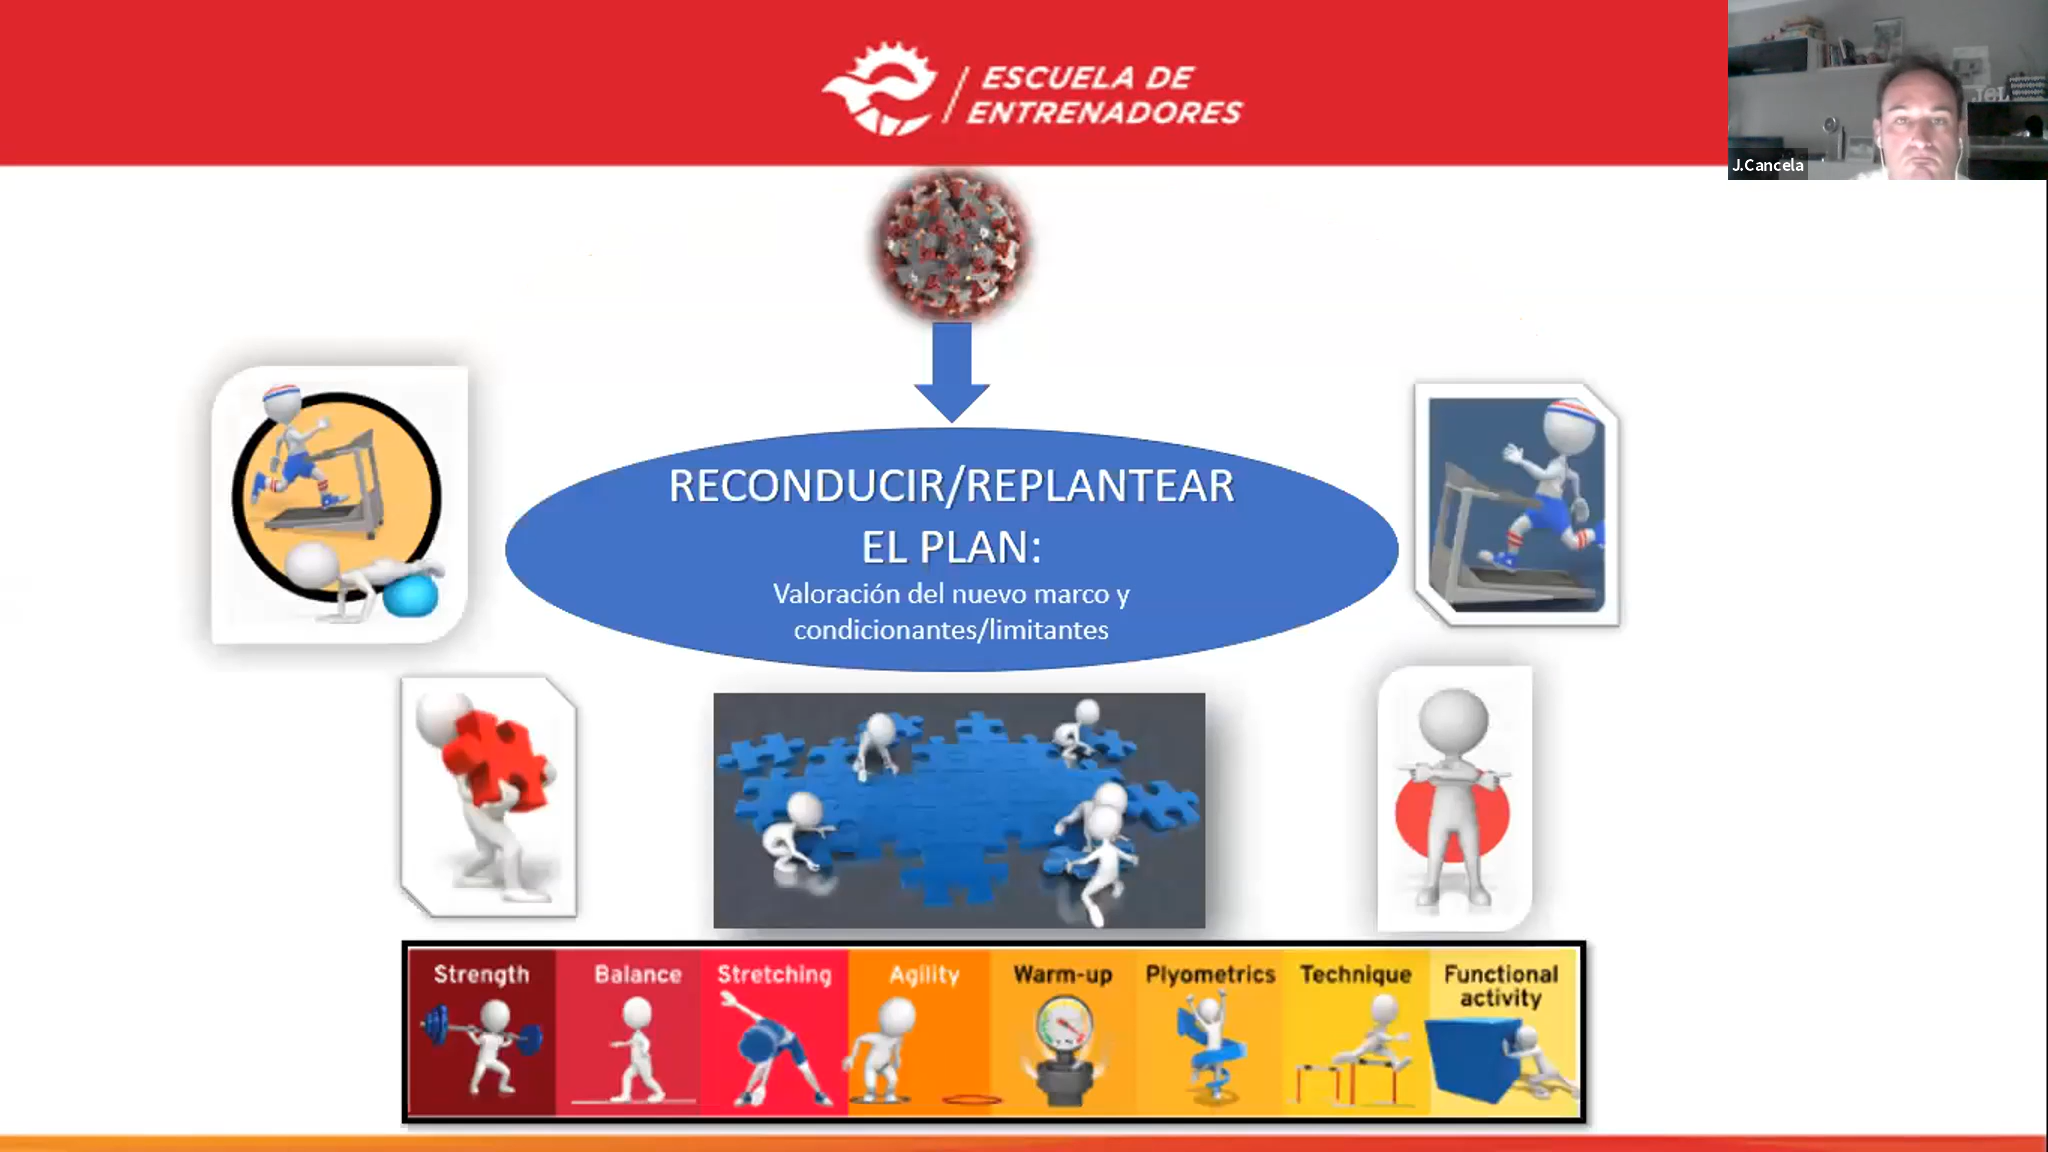 ESCUELA DE
ENTRENADORES
J.Cancela
RECONDUCIR/REPLANTEAR
EL PLAN:
Valoración del nuevo marco y
condicionantes/limitantes
Strength
Balance
Stretching
Agility
Warm-up
Plyometrics
Technique
Functional
activity